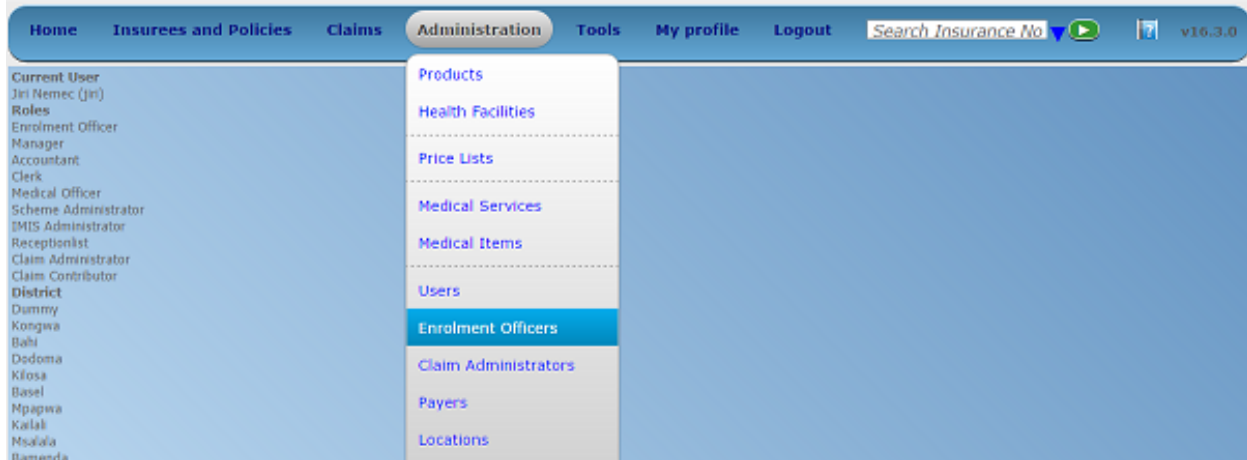 Home Insurees and Policies Claims Administration Tools My profile Logout Search Insurance No v16.3.0
Current User
Jiri Nemec (jiri)
Roles
Enrolment Officer
Manager
Accountant
Clerk
Medical Officer
Scheme Administrator
IMIS Administrator
Receptionist
Claim Administrator
Claim Contributor
District
Dummy
Kongwa
Bahi
Dodoma
Kilosa
Basel
Mpapwa
Kailali
Msalala
Bamenda
Products
Health Facilities
Price Lists
Medical Services
Medical Items
Users
Enrolment Officers
Claim Administrators
Payers
Locations